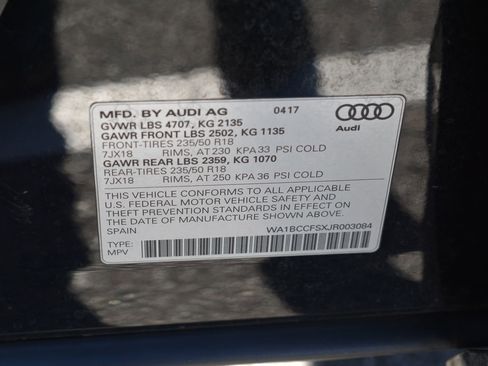 MFD. BY AUDI AG 0417
GVWR LBS 4707, KG 2135
GAWR FRONT LBS 2502, KG 1135
FRONT-TIRES 235/50 R18
7JX18 RIMS, AT 230 KPA 33 PSI COLD
GAWR REAR LBS 2359, KG 1070
REAR-TIRES 235/50 R18
7JX18 RIMS, AT 250 KPA 36 PSI COLD
Audi
THIS VEHICLE CONFORMS TO ALL APPLICABLE
U.S. FEDERAL MOTOR VEHICLE SAFETY AND
THEFT PREVENTION STANDARDS IN EFFECT ON
THE DATE OF MANUFACTURE SHOWN ABOVE.
SPAIN WA1BCCFSXJR003084
TYPE:
MPV